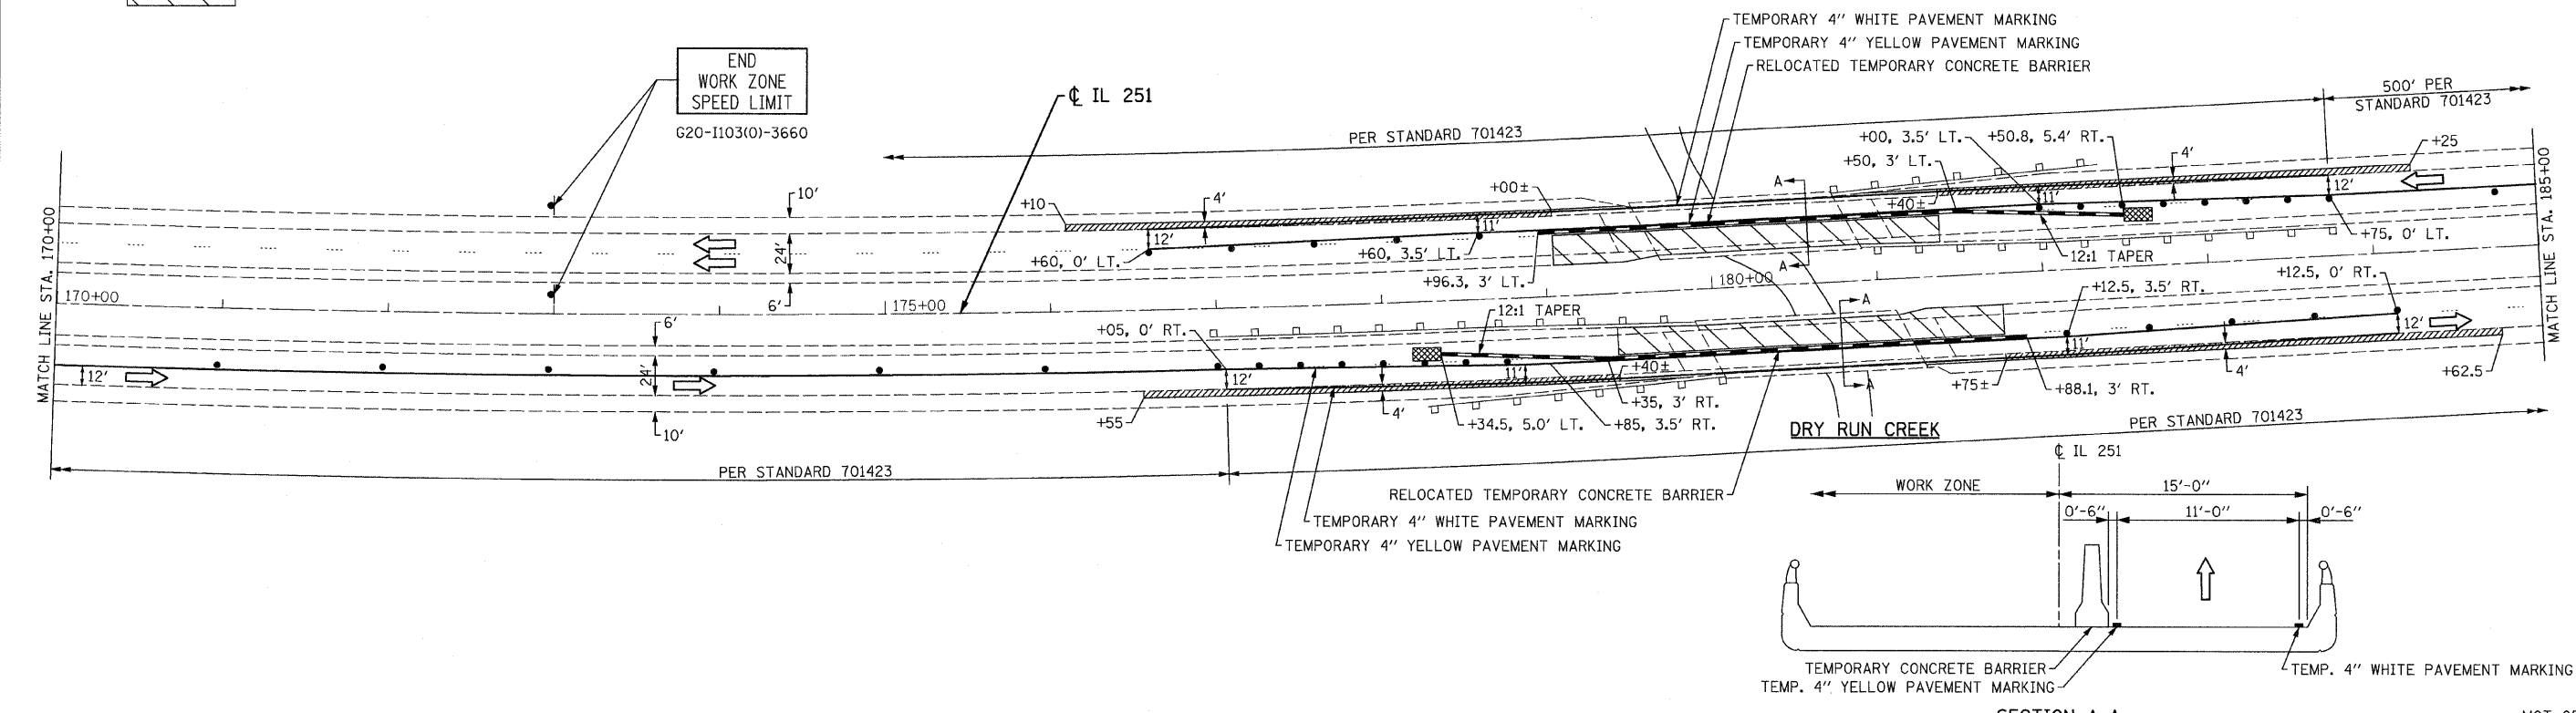 TEMPORARY 4" WHITE PAVEMENT MARKING
TEMPORARY 4" YELLOW PAVEMENT MARKING
RELOCATED TEMPORARY CONCRETE BARRIER
END
WORK ZONE
SPEED LIMIT
G20-I103(0)-3660
℄ IL 251
PER STANDARD 701423
500' PER
STANDARD 701423
+00, 3.5' LT.
+50.8, 5.4' RT.
+50, 3' LT.
4'
+25
MATCH LINE STA. 170+00
10'
+10
4'
+00±
A
+40±
11'
12'
MATCH LINE STA. 185+00
24'
12'
+60, 0' LT.
+60, 3.5' LT.
11'
+96.3, 3' LT.
A
12:1 TAPER
+75, 0' LT.
170+00
6'
175+00
180+00
+12.5, 0' RT.
+12.5, 3.5' RT.
6'
+05, 0' RT.
12:1 TAPER
A
12'
24'
12'
11'
+40±
11'
12'
4'
+55
10'
4'
+34.5, 5.0' LT.
+35, 3' RT.
+85, 3.5' RT.
A
+75±
+88.1, 3' RT.
+62.5
DRY RUN CREEK
PER STANDARD 701423
PER STANDARD 701423
℄ IL 251
RELOCATED TEMPORARY CONCRETE BARRIER
TEMPORARY 4" WHITE PAVEMENT MARKING
TEMPORARY 4" YELLOW PAVEMENT MARKING
WORK ZONE
15'-0"
0'-6"
11'-0"
0'-6"
TEMPORARY CONCRETE BARRIER
TEMP. 4" YELLOW PAVEMENT MARKING
TEMP. 4" WHITE PAVEMENT MARKING